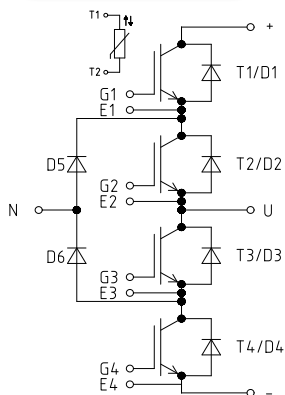 T1
+
T2
T1/D1
G1
E1
D5
T2/D2
G2
E2
N
U
D6
T3/D3
G3
E3
T4/D4
G4
E4
-